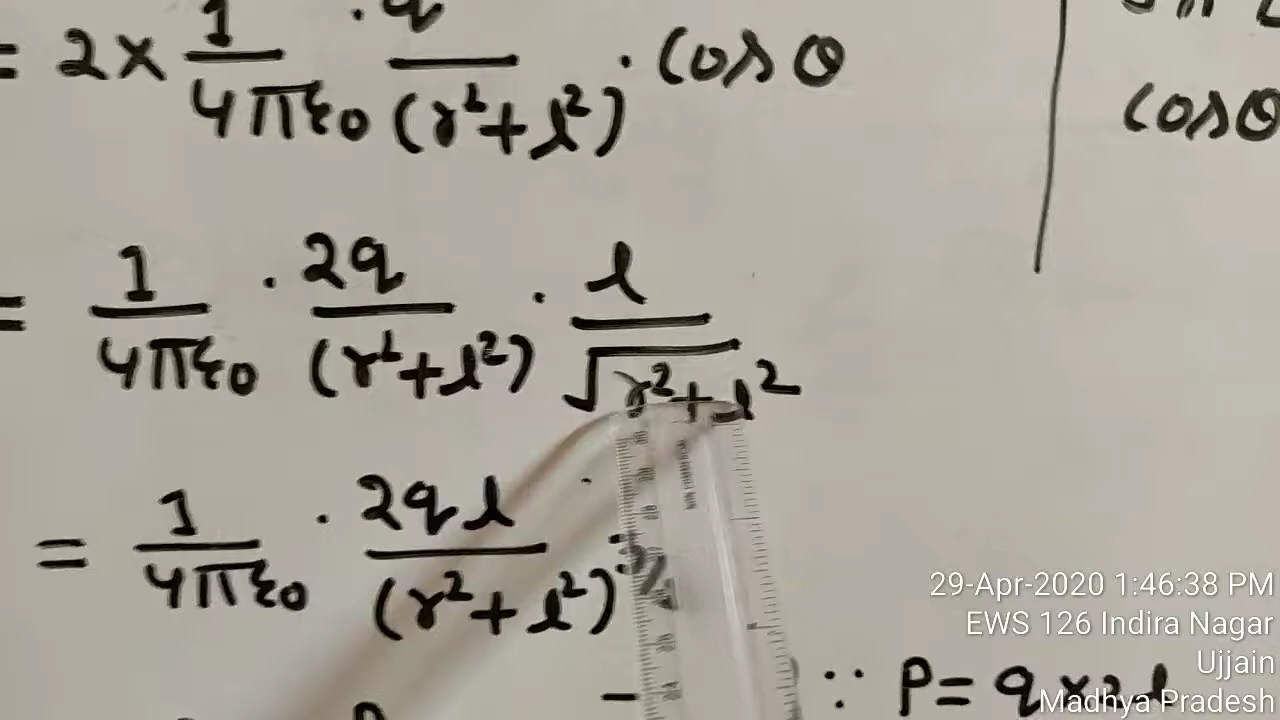 = 2 × 1/4πε0 · q/(r²+l²) · cosθ
cosθ
= 1/4πε0 · 2q/(r²+l²) · l/√r²+l²
= 1/4πε0 · 2ql/(r²+l²)^3/2
∵ P = q×2l
29-Apr-2020 1:46:38 PM
EWS 126 Indira Nagar
Ujjain
Madhya Pradesh